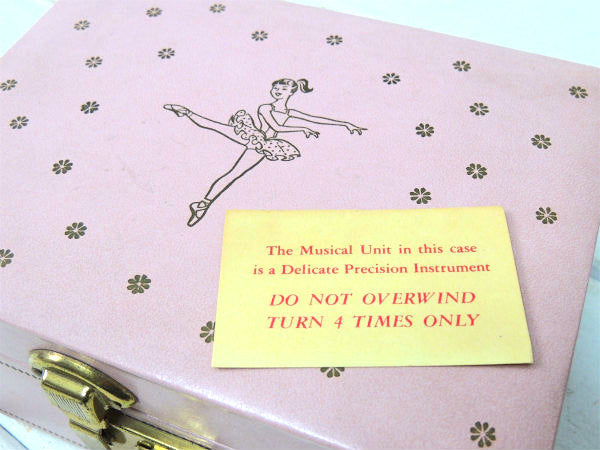 The Musical Unit in this case
is a Delicate Precision Instrument
DO NOT OVERWIND
TURN 4 TIMES ONLY